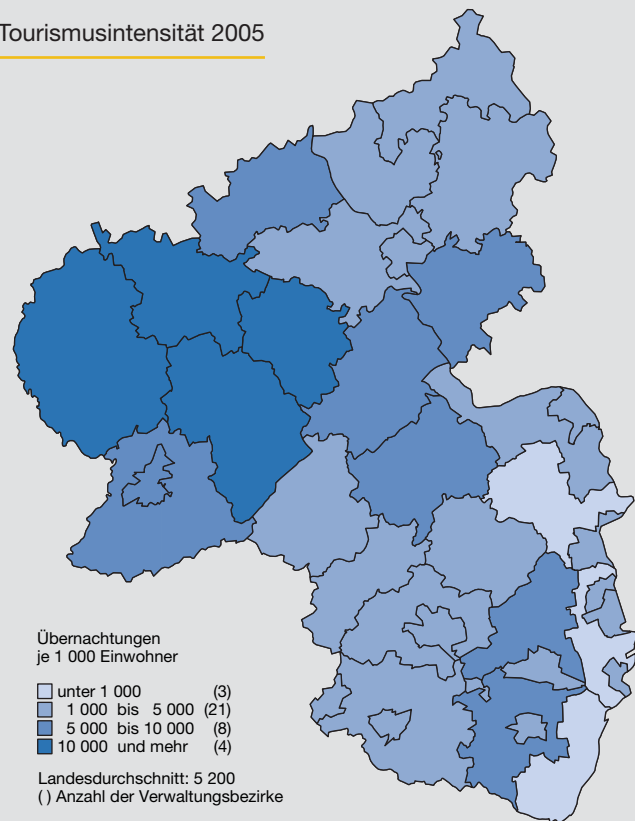 Tourismusintensität 2005
Übernachtungen
je 1 000 Einwohner
unter 1 000 (3)
1 000 bis 5 000 (21)
5 000 bis 10 000 (8)
10 000 und mehr (4)
Landesdurchschnitt: 5 200
( ) Anzahl der Verwaltungsbezirke